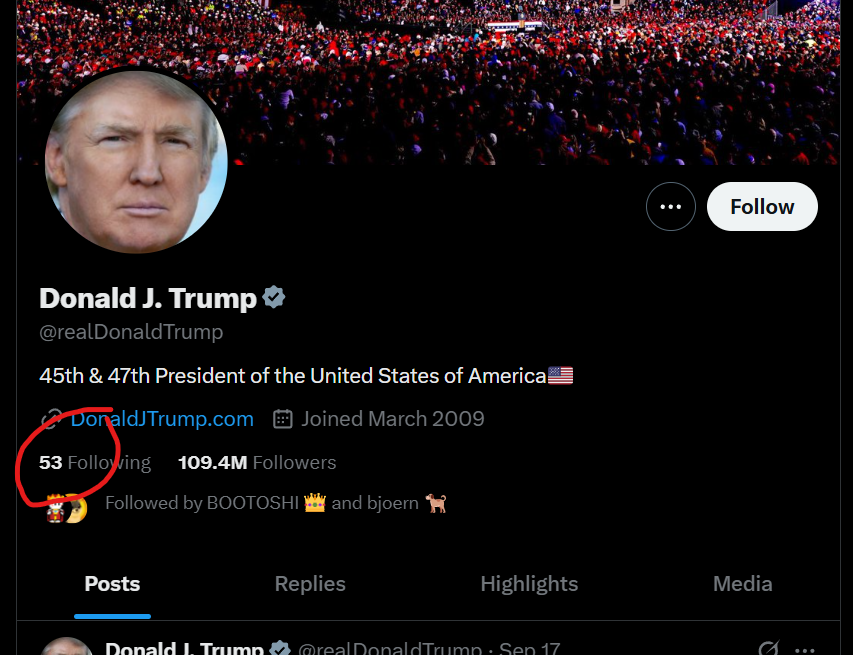 Follow
Donald J. Trump
@realDonaldTrump
45th & 47th President of the United States of America🇺🇸
DonaldJTrump.com Joined March 2009
53 Following 109.4M Followers
Followed by BOOTOSHI 👑 and bjoern 🐕
Posts Replies Highlights Media
Donald J. Trump @realDonaldTrump · Sep 17